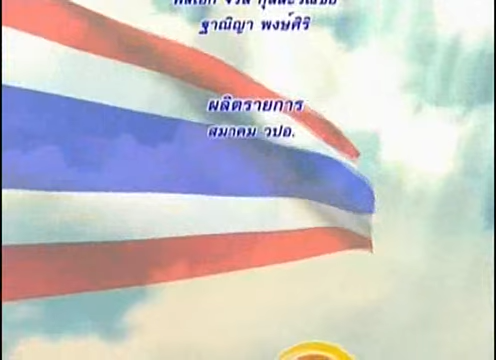 ฐาณิญา พงษ์ศิริ
ผลิตรายการ
สมาคม วปอ.